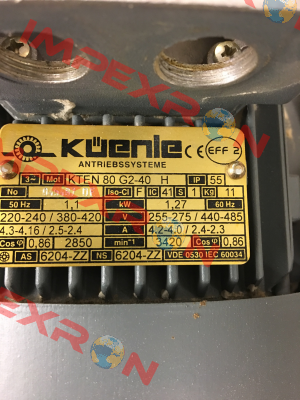 IMPEXRON
Küenle CE EFF 2
ANTRIEBSSYSTEME
3~ Mot KTEN 80 G2-40 H IP 55
No Iso-Cl F IC 41 S 1 Kg 11
50 Hz 1,1 kW 1,27 60 Hz
220-240 / 380-420 V 255-275 / 440-485
4.3-4.16 / 2.5-2.4 A 4.2-4.0 / 2.4-2.3
Cos φ 0,86 2850 min⁻¹ 3420 Cos φ 0,86
AS 6204-ZZ NS 6204-ZZ VDE 0530 IEC 60034
IMPEXRON